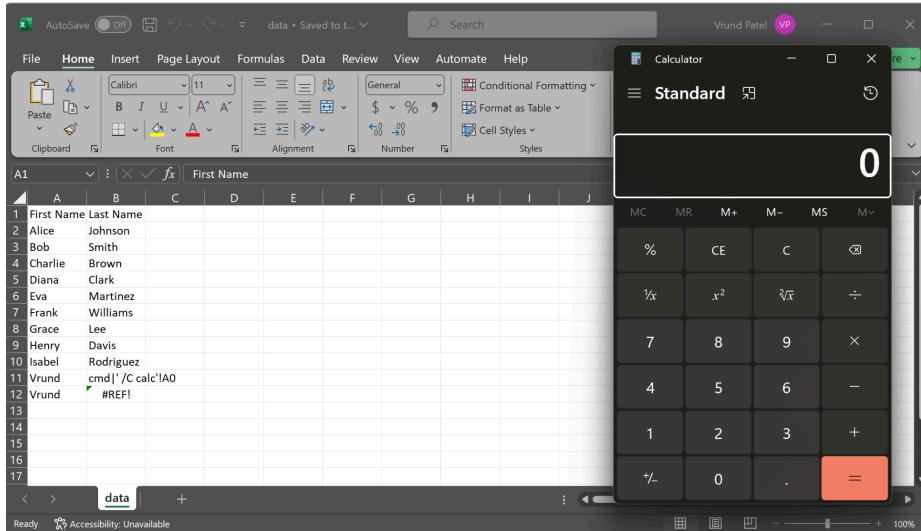 AutoSave Off data • Saved to t... Search Vrund Patel VP
File Home Insert Page Layout Formulas Data Review View Automate Help
Paste
Clipboard
Calibri 11
B I U A A
Font
ab
Alignment
General
$ % 9
.00 .00
Number
Conditional Formatting
Format as Table
Cell Styles
Styles
A1 fx First Name
A B C D E F G H I J
1 First Name Last Name
2 Alice Johnson
3 Bob Smith
4 Charlie Brown
5 Diana Clark
6 Eva Martinez
7 Frank Williams
8 Grace Lee
9 Henry Davis
10 Isabel Rodriguez
11 Vrund cmd|' /C calc'!A0
12 Vrund #REF!
13
14
15
16
17
data +
Ready Accessibility: Unavailable 100%
Calculator
Standard
0
MC MR M+ M− MS M
% CE C
¹/x x² ²√x ÷
7 8 9 ×
4 5 6 −
1 2 3 +
+/− 0 . =